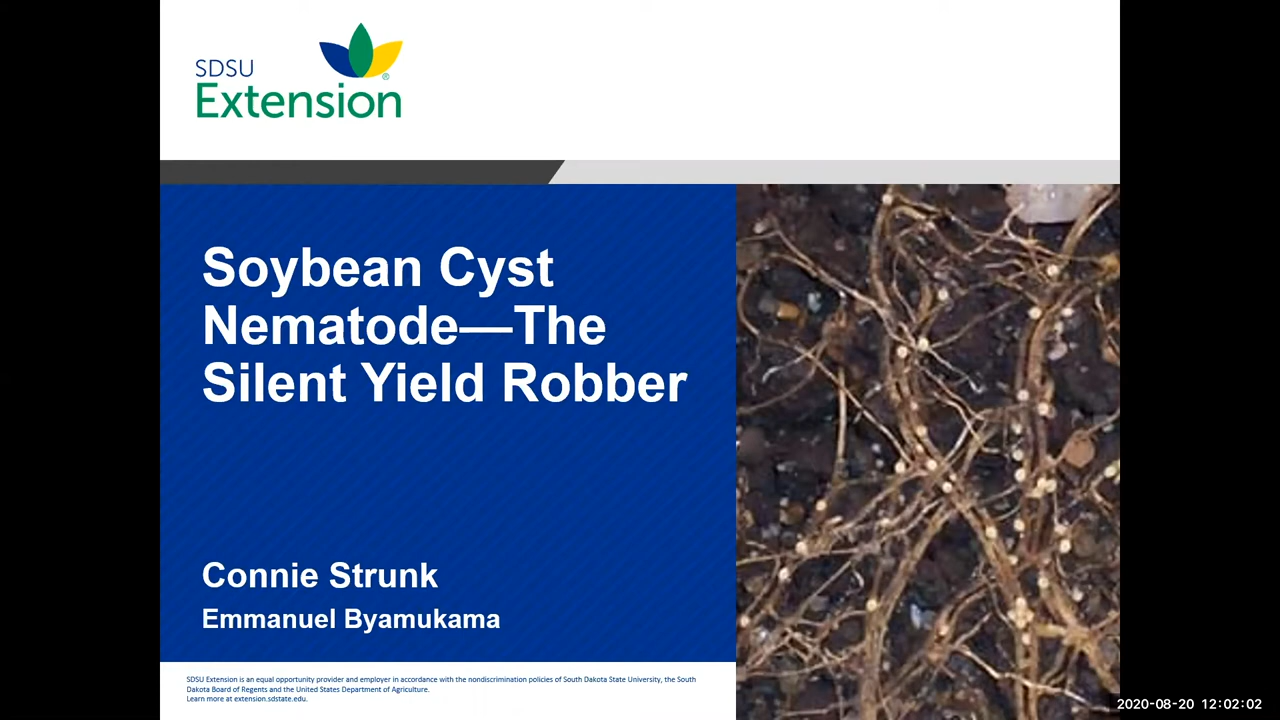 SDSU
Extension
®
Soybean Cyst
Nematode—The
Silent Yield Robber
Connie Strunk
Emmanuel Byamukama
SDSU Extension is an equal opportunity provider and employer in accordance with the nondiscrimination policies of South Dakota State University, the South
Dakota Board of Regents and the United States Department of Agriculture.
Learn more at extension.sdstate.edu.
2020-08-20 12:02:02